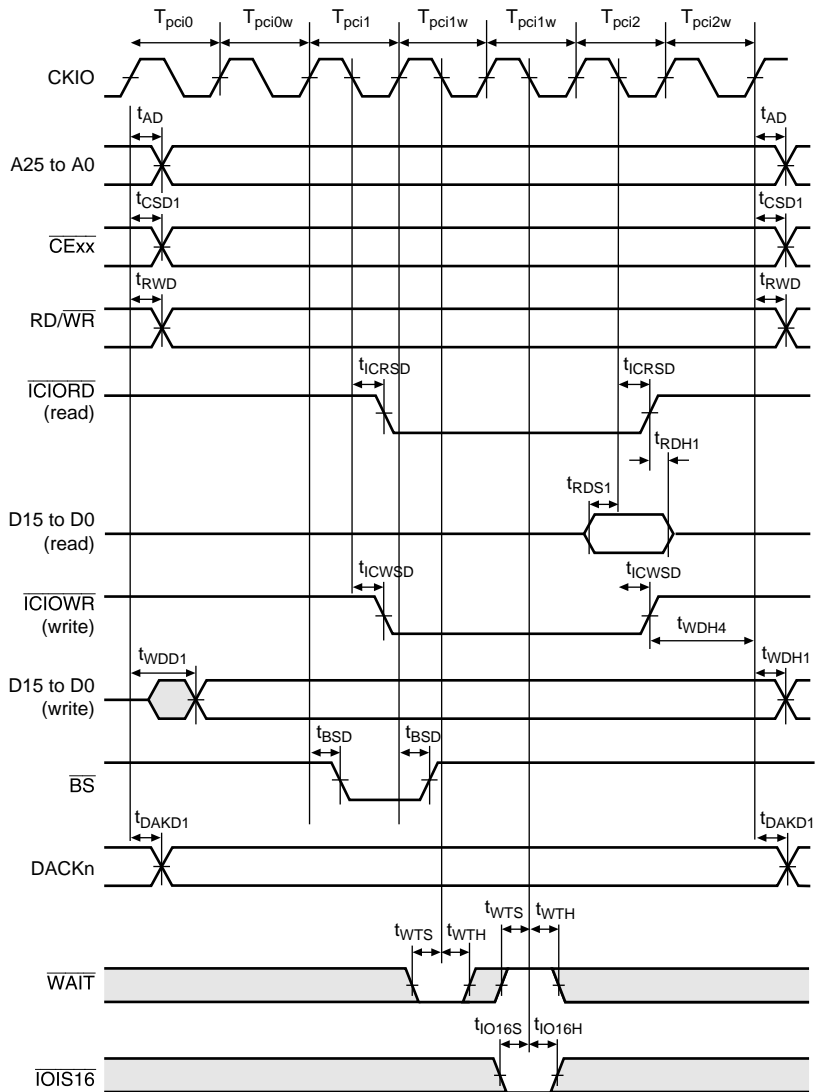 Tpci0 Tpci0w Tpci1 Tpci1w Tpci1w Tpci2 Tpci2w
CKIO
tAD tAD
A25 to A0
tCSD1 tCSD1
CExx
tRWD tRWD
RD/WR
tICRSD tICRSD
ICIORD
(read)
tRDH1
tRDS1
D15 to D0
(read)
tICWSD tICWSD
ICIOWR
(write)
tWDH4
tWDD1 tWDH1
D15 to D0
(write)
tBSD tBSD
BS
tDAKD1 tDAKD1
DACKn
tWTS tWTH tWTS tWTH
WAIT
tIO16S tIO16H
IOIS16